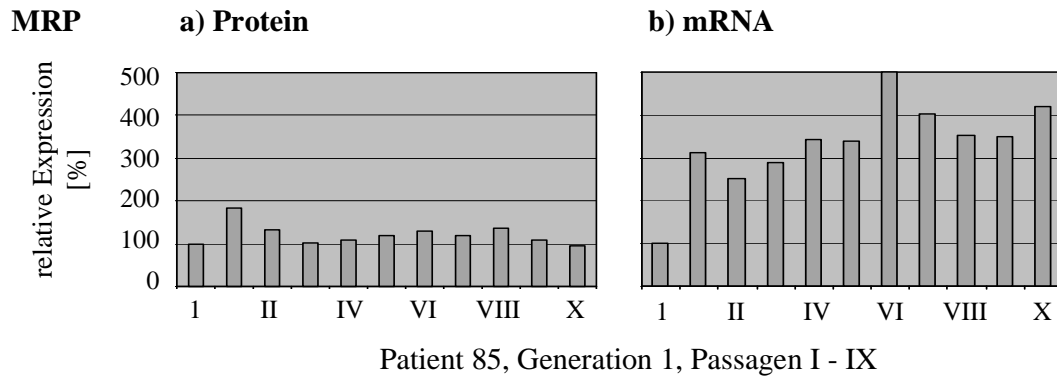 MRP a) Protein b) mRNA
relative Expression
[%]
500
400
300
200
100
0
1 II IV VI VIII X
1 II IV VI VIII X
Patient 85, Generation 1, Passagen I - IX